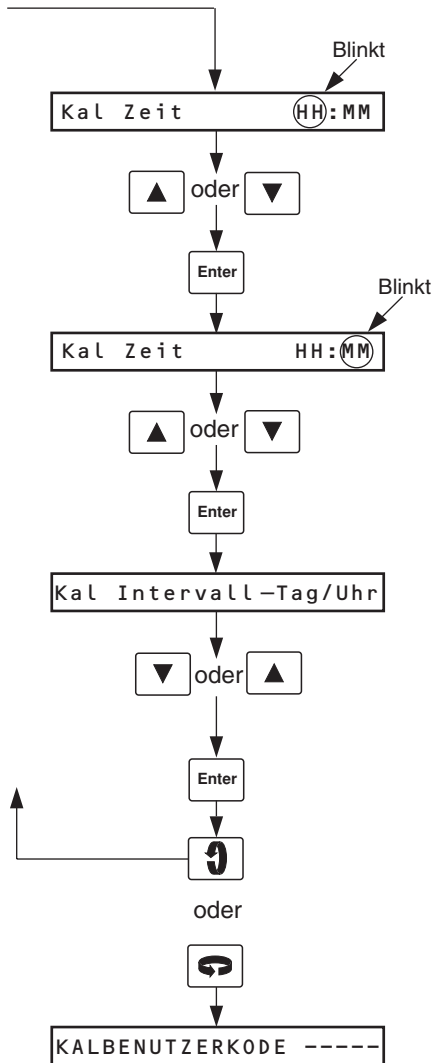 Blinkt
Kal Zeit HH:MM
oder
Enter
Blinkt
Kal Zeit HH:MM
oder
Enter
Kal Intervall–Tag/Uhr
oder
Enter
oder
KALBENUTZERKODE -----